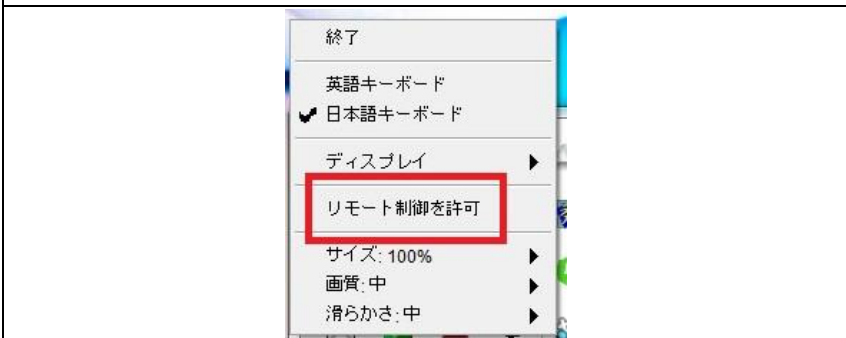 終了
英語キーボード
日本語キーボード
ディスプレイ
リモート制御を許可
サイズ: 100%
画質:中
滑らかさ:中